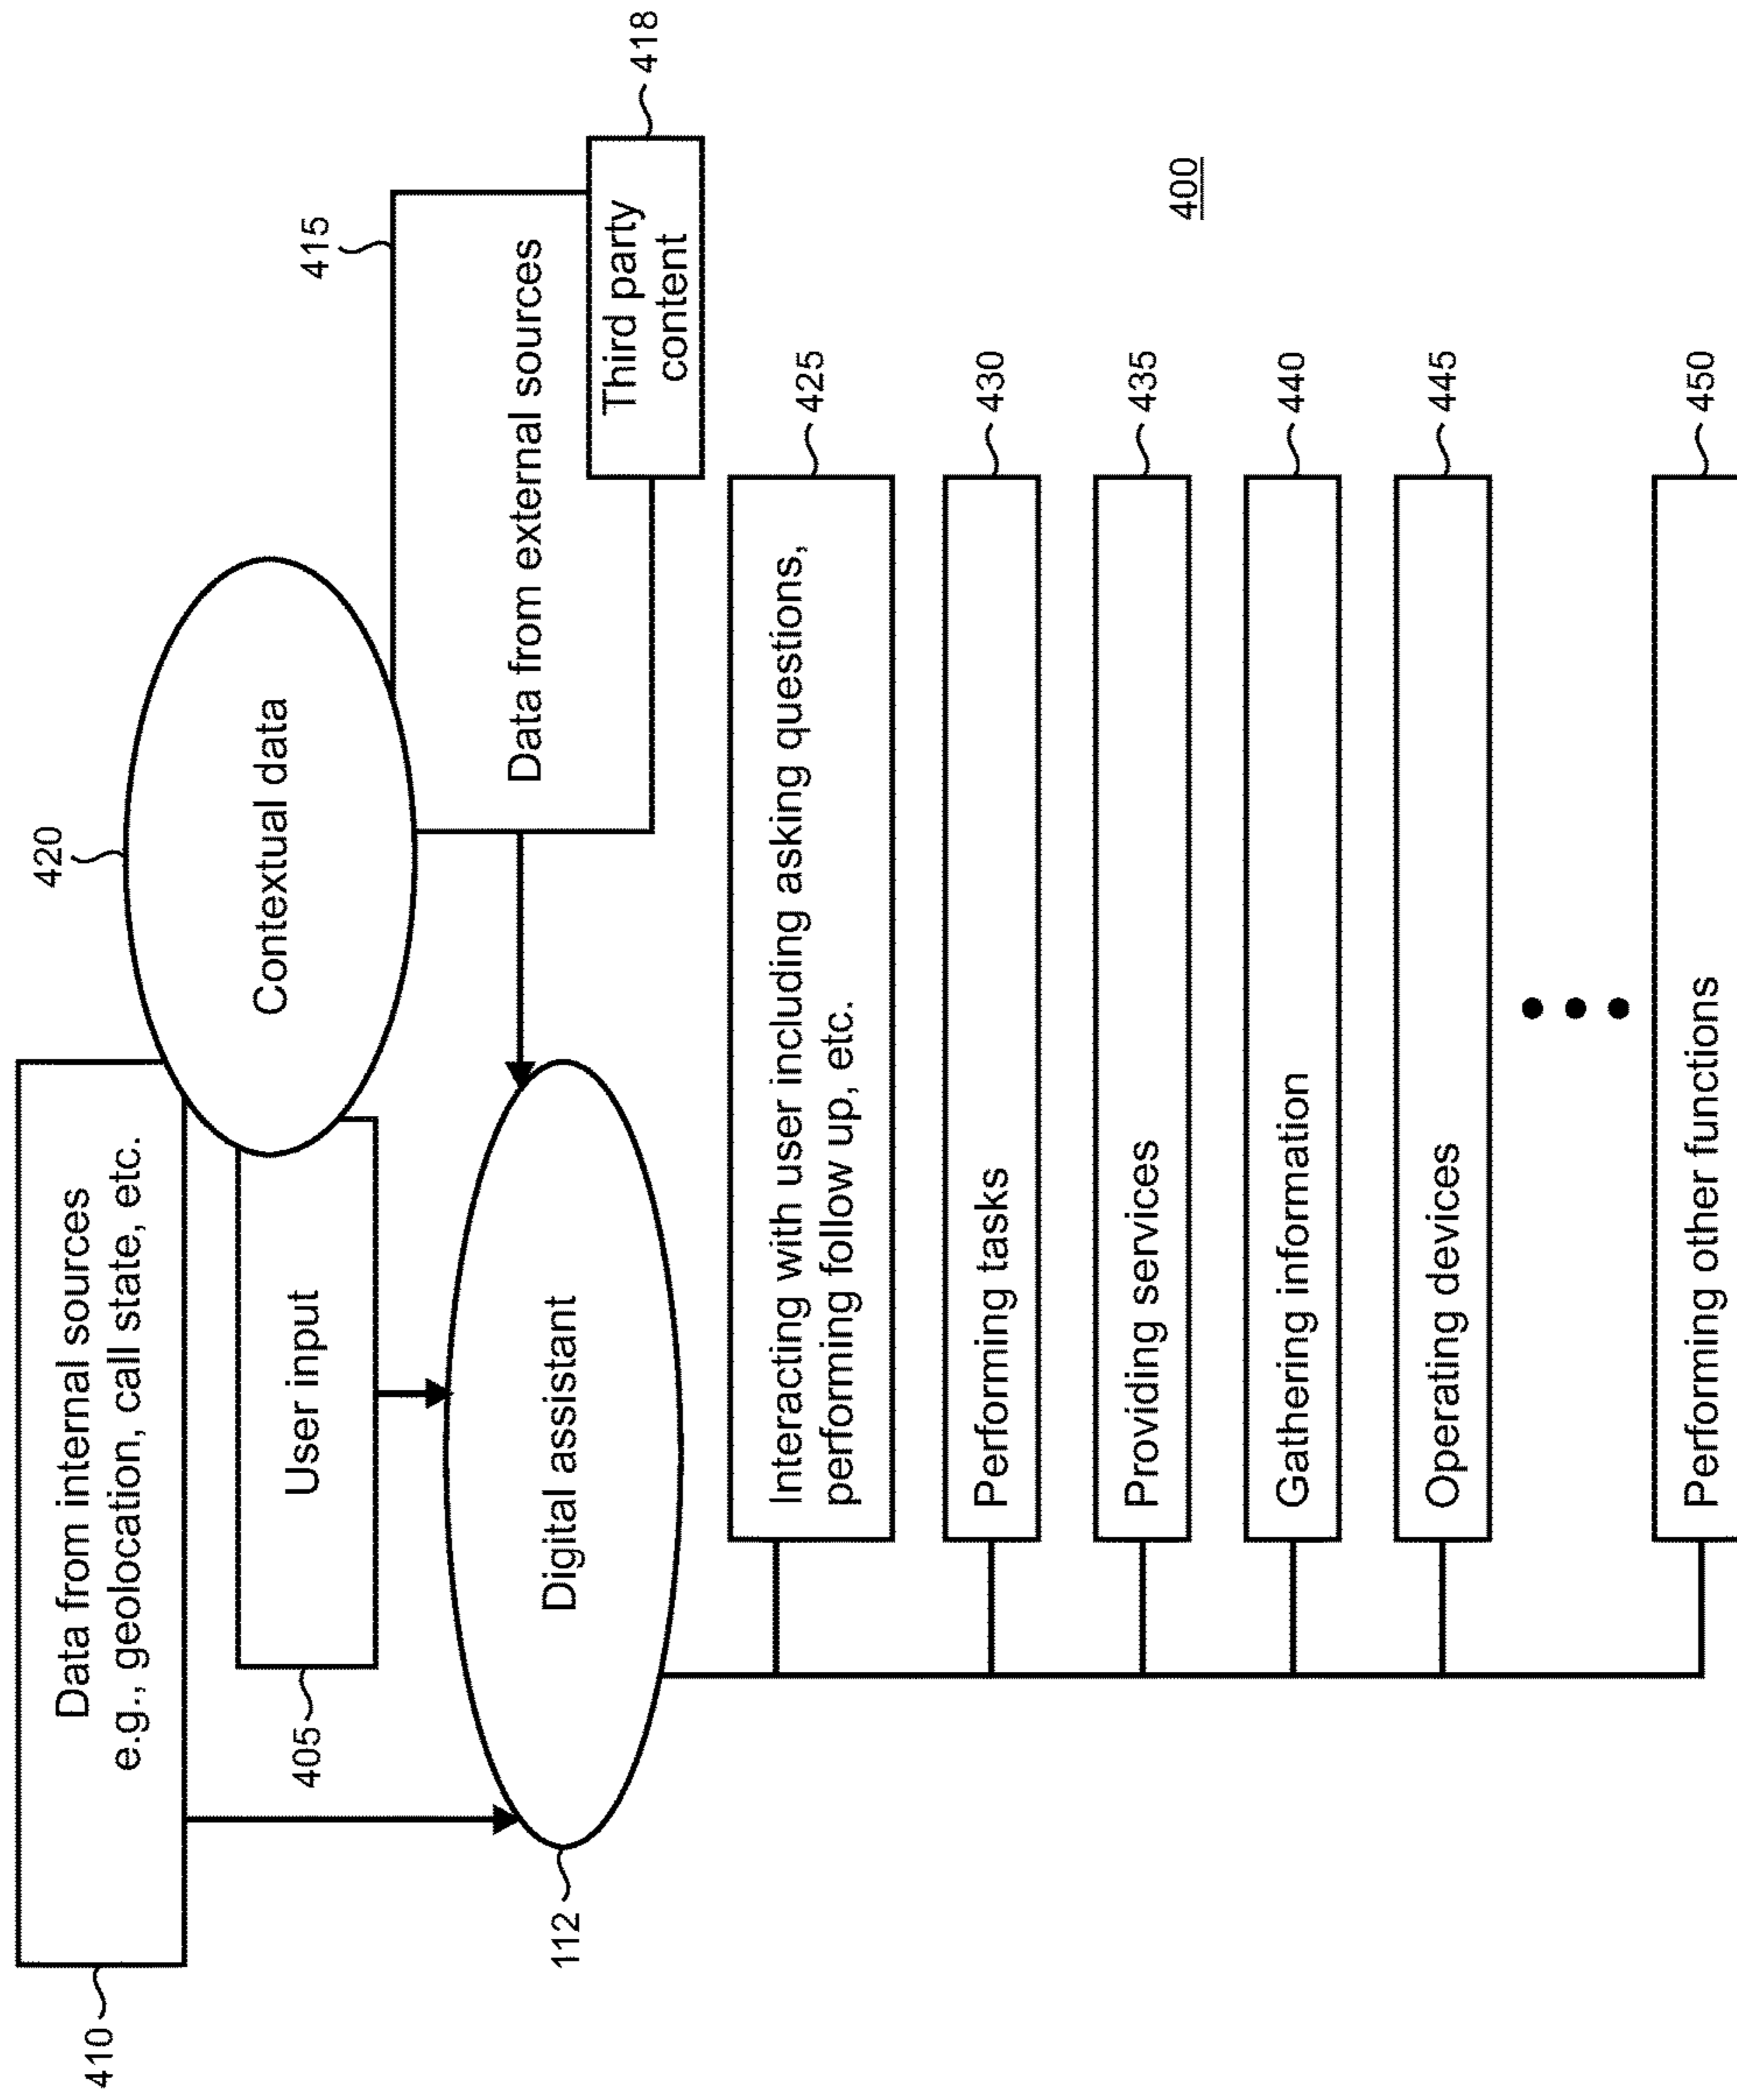 410
Data from internal sources
e.g., geolocation, call state, etc.
420
Contextual data
405
User input
415
Data from external sources
418
Third party
content
112
Digital assistant
425
Interacting with user including asking questions,
performing follow up, etc.
430
Performing tasks
435
Providing services
440
Gathering information
445
Operating devices
450
Performing other functions
400